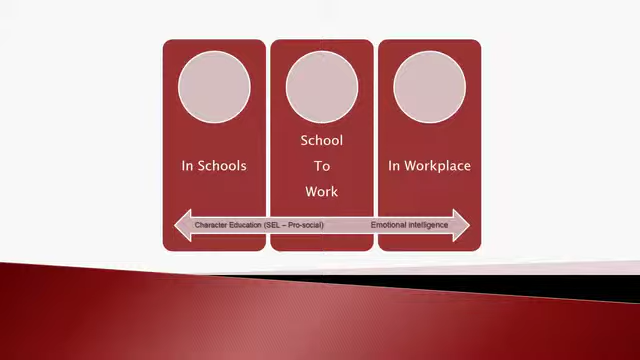 In Schools
School
To
Work
In Workplace
Character Education (SEL – Pro-social)
Emotional intelligence